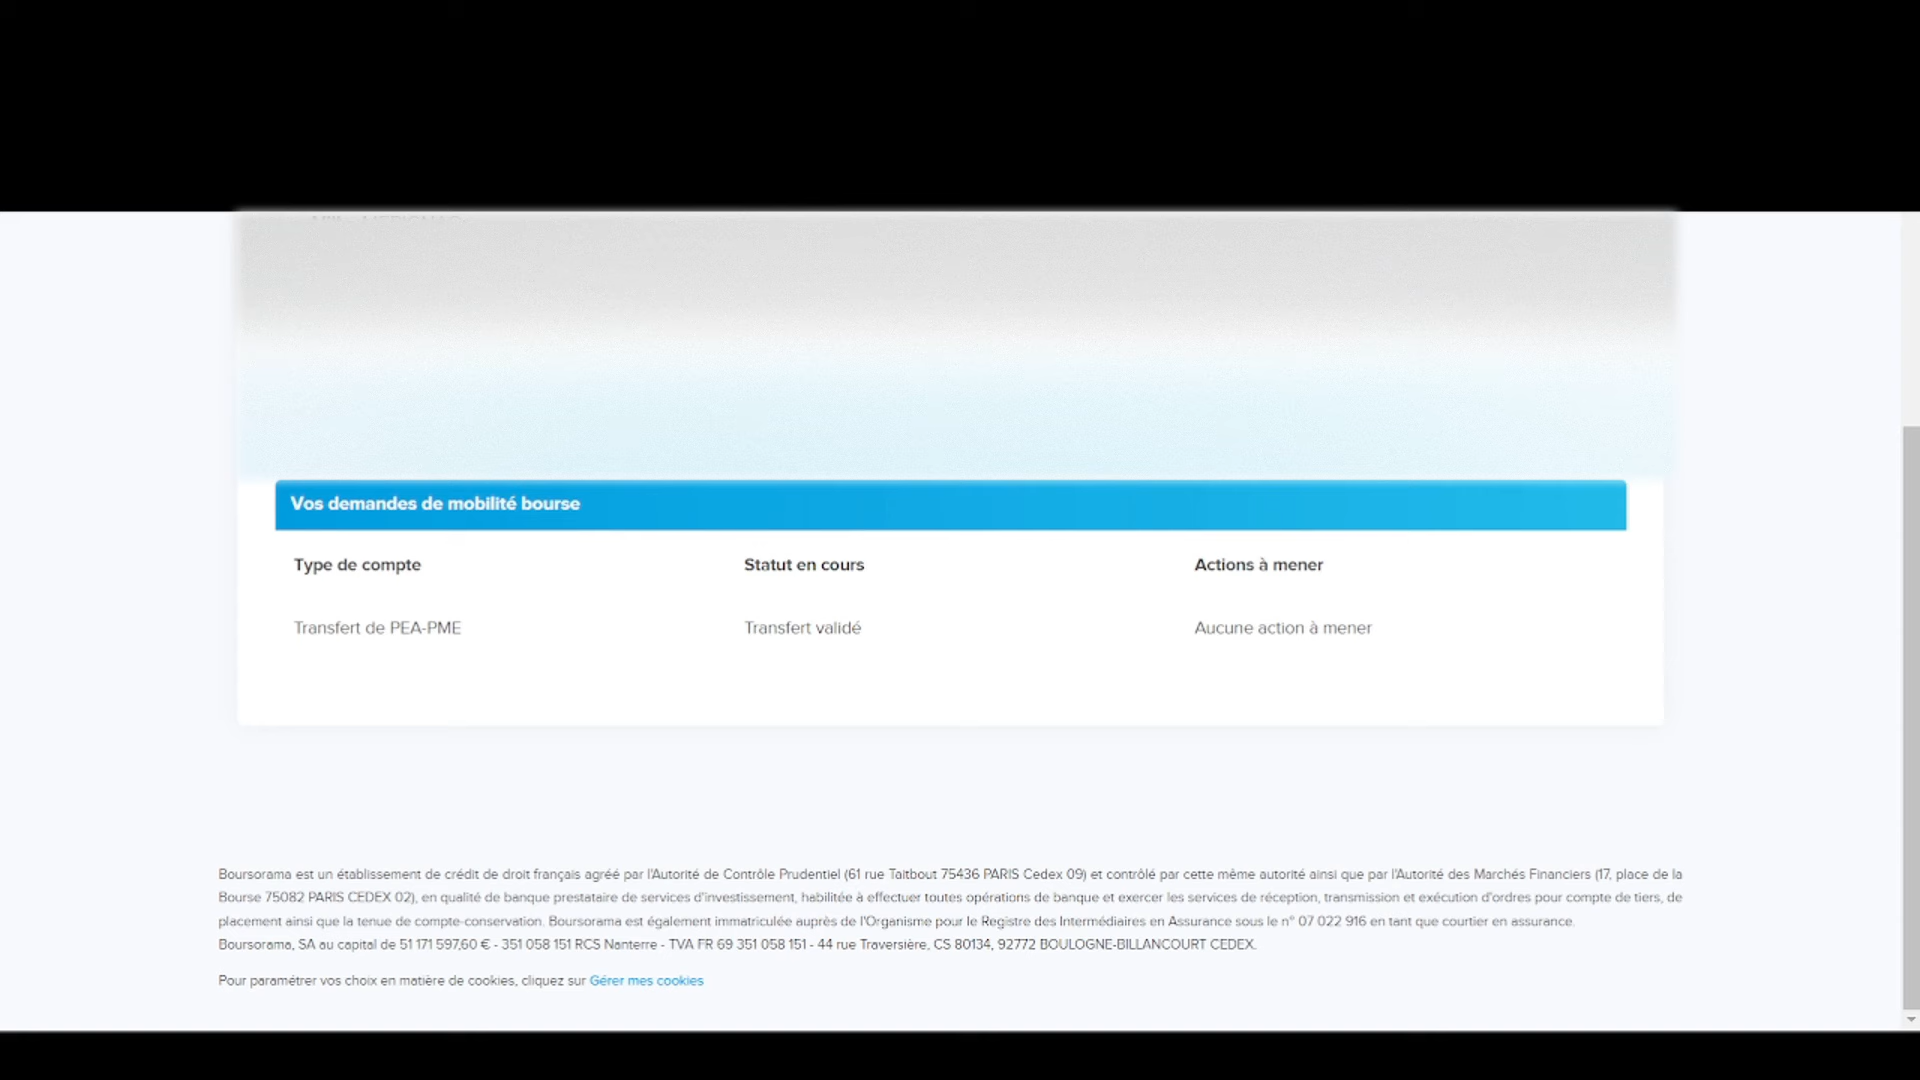 Vos demandes de mobilité bourse
Type de compte Statut en cours Actions à mener
Transfert de PEA-PME Transfert validé Aucune action à mener
Boursorama est un établissement de crédit de droit français agréé par l'Autorité de Contrôle Prudentiel (61 rue Taitbout 75436 PARIS Cedex 09) et contrôlé par cette même autorité ainsi que par l'Autorité des Marchés Financiers (17, place de la
Bourse 75082 PARIS CEDEX 02), en qualité de banque prestataire de services d'investissement, habilitée à effectuer toutes opérations de banque et exercer les services de réception, transmission et exécution d'ordres pour compte de tiers, de
placement ainsi que la tenue de compte-conservation. Boursorama est également immatriculée auprès de l'Organisme pour le Registre des Intermédiaires en Assurance sous le n° 07 022 916 en tant que courtier en assurance.
Boursorama, SA au capital de 51 171 597,60 € - 351 058 151 RCS Nanterre - TVA FR 69 351 058 151 - 44 rue Traversière, CS 80134, 92772 BOULOGNE-BILLANCOURT CEDEX.
Pour paramétrer vos choix en matière de cookies, cliquez sur Gérer mes cookies